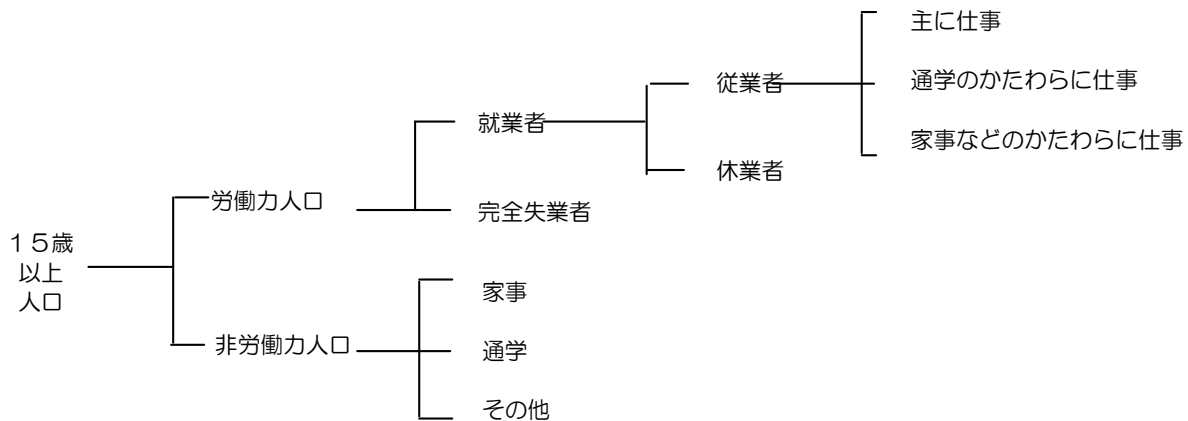 主に仕事
従業者
通学のかたわらに仕事
就業者
家事などのかたわらに仕事
休業者
労働力人口
完全失業者
１５歳
以上
人口
家事
非労働力人口
通学
その他